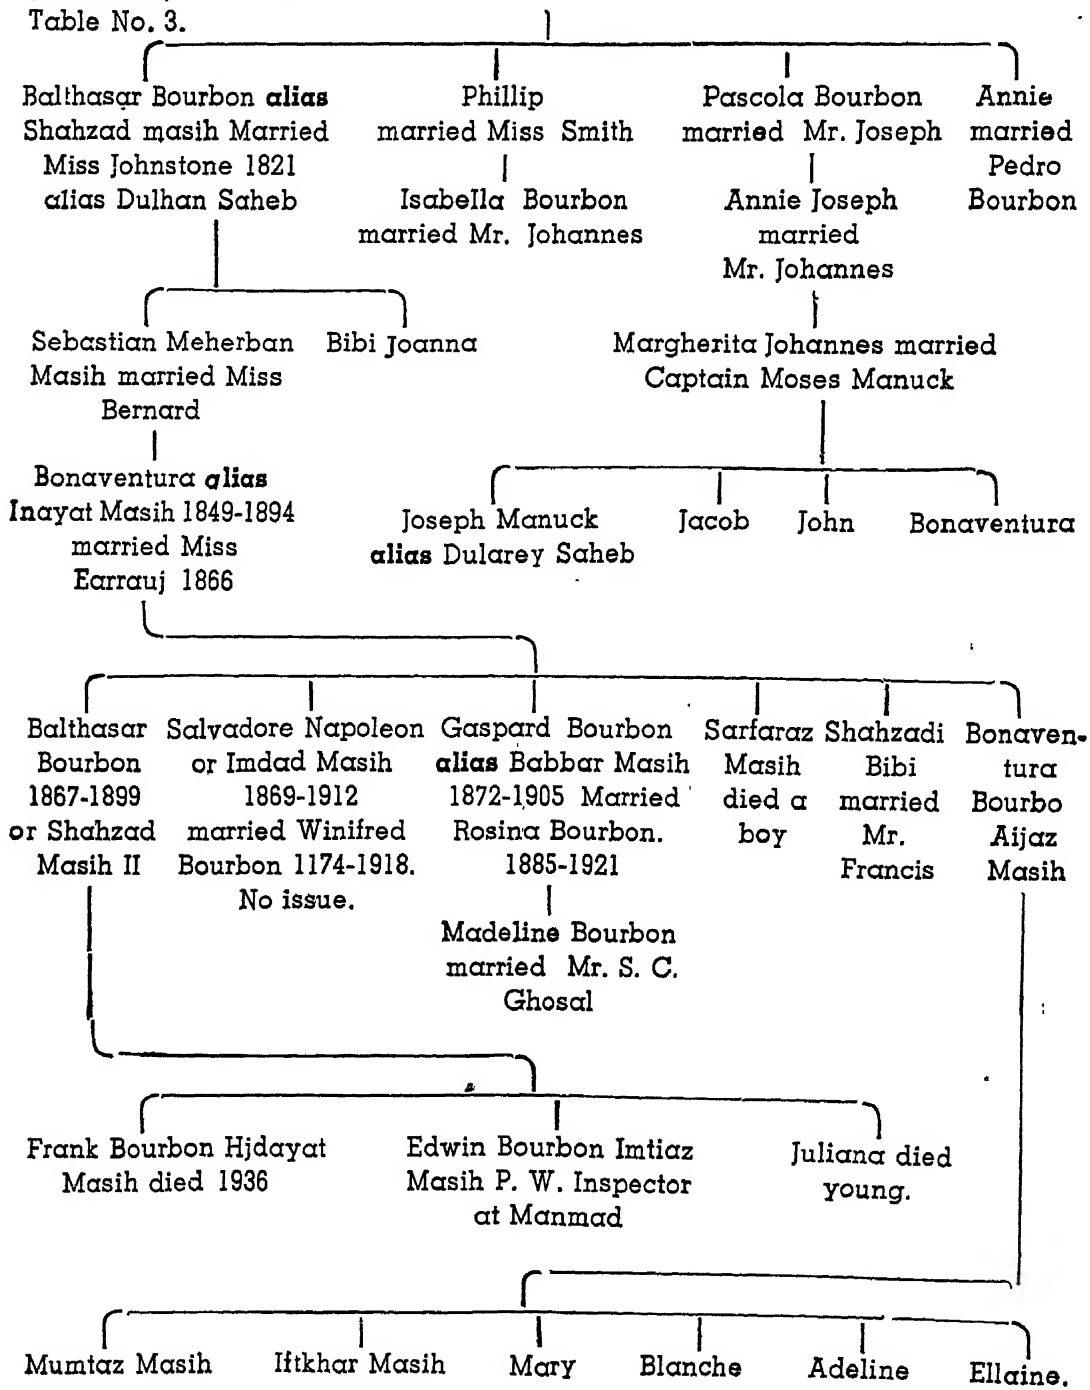 Table No. 3.
Balthasar Bourbon alias
Shahzad masih Married
Miss Johnstone 1821
alias Dulhan Saheb
Phillip
married Miss Smith
Isabella Bourbon
married Mr. Johannes
Pascola Bourbon
married Mr. Joseph
Annie Joseph
married
Mr. Johannes
Annie
married
Pedro
Bourbon
Sebastian Meherban
Masih married Miss
Bernard
Bibi Joanna
Margherita Johannes married
Captain Moses Manuck
Bonaventura alias
Inayat Masih 1849-1894
married Miss
Earrauj 1866
Joseph Manuck
alias Dularey Saheb
Jacob
John
Bonaventura
Balthasar
Bourbon
1867-1899
or Shahzad
Masih II
Salvadore Napoleon
or Imdad Masih
1869-1912
married Winifred
Bourbon 1174-1918.
No issue.
Gaspard Bourbon
alias Babbar Masih
1872-1905 Married
Rosina Bourbon.
1885-1921
Madeline Bourbon
married Mr. S. C.
Ghosal
Sarfaraz
Masih
died a
boy
Shahzadi
Bibi
married
Mr.
Francis
Bonaven-
tura
Bourbo
Aijaz
Masih
Frank Bourbon Hjdayat
Masih died 1936
Edwin Bourbon Imtiaz
Masih P. W. Inspector
at Manmad
Juliana died
young.
Mumtaz Masih
Iftkhar Masih
Mary
Blanche
Adeline
Ellaine.